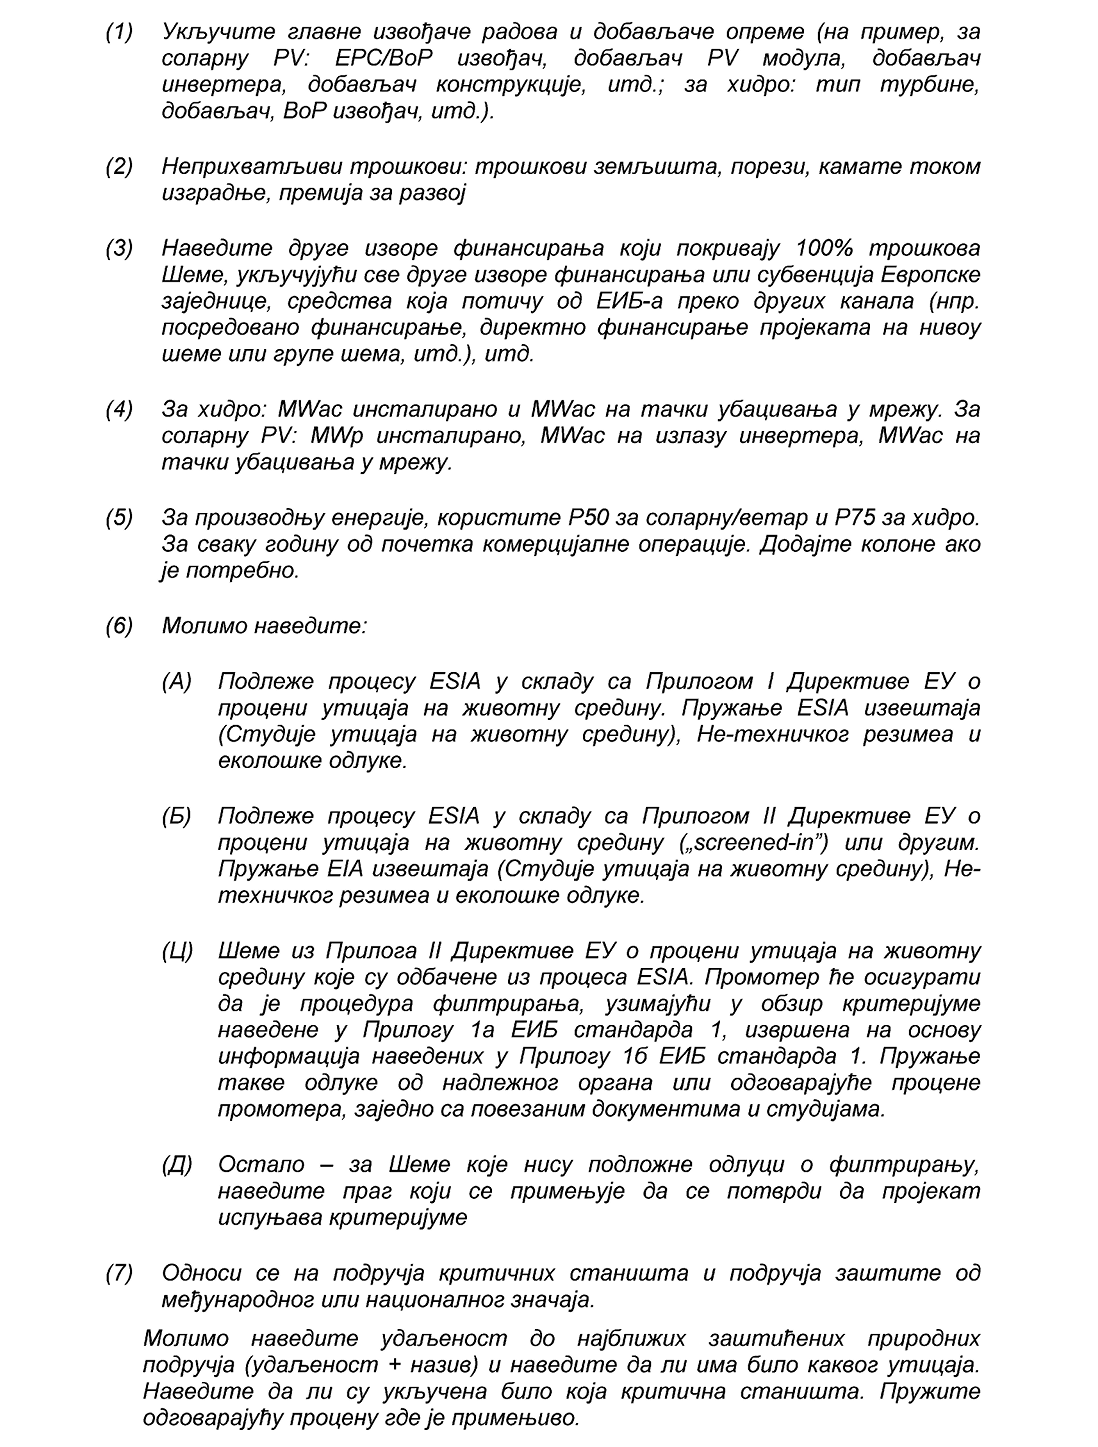 (1) Укључите главне извођаче радова и добављаче опреме (на пример, за
соларну PV: EPC/BoP извођач, добављач PV модула, добављач
инвертера, добављач конструкције, итд.; за хидро: тип турбине,
добављач, BoP извођач, итд.).
(2) Неприхватљиви трошкови: трошкови земљишта, порези, камате током
изградње, премија за развој
(3) Наведите друге изворе финансирања који покривају 100% трошкова
Шеме, укључујући све друге изворе финансирања или субвенција Европске
заједнице, средства која потичу од ЕИБ-а преко других канала (нпр.
посредовано финансирање, директно финансирање пројеката на нивоу
шеме или групе шема, итд.), итд.
(4) За хидро: MWac инсталирано и MWac на тачки убацивања у мрежу. За
соларну PV: MWp инсталирано, MWac на излазу инвертера, MWac на
тачки убацивања у мрежу.
(5) За производњу енергије, користите P50 за соларну/ветар и P75 за хидро.
За сваку годину од почетка комерцијалне операције. Додајте колоне ако
је потребно.
(6) Молимо наведите:
(А) Подлеже процесу ESIA у складу са Прилогом I Директиве ЕУ о
процени утицаја на животну средину. Пружање ESIA извештаја
(Студије утицаја на животну средину), Не-техничког резимеа и
еколошке одлуке.
(Б) Подлеже процесу ESIA у складу са Прилогом II Директиве ЕУ о
процени утицаја на животну средину („screened-in”) или другим.
Пружање EIA извештаја (Студије утицаја на животну средину), Не-
техничког резимеа и еколошке одлуке.
(Ц) Шеме из Прилога II Директиве ЕУ о процени утицаја на животну
средину које су одбачене из процеса ESIA. Промотер ће осигурати
да је процедура филтрирања, узимајући у обзир критеријуме
наведене у Прилогу 1а ЕИБ стандарда 1, извршена на основу
информација наведених у Прилогу 1б ЕИБ стандарда 1. Пружање
такве одлуке од надлежног органа или одговарајуће процене
промотера, заједно са повезаним документима и студијама.
(Д) Остало – за Шеме које нису подложне одлуци о филтрирању,
наведите праг који се примењује да се потврди да пројекат
испуњава критеријуме
(7) Односи се на подручја критичних станишта и подручја заштите од
међународног или националног значаја.
Молимо наведите удаљеност до најближих заштићених природних
подручја (удаљеност + назив) и наведите да ли има било каквог утицаја.
Наведите да ли су укључена било која критична станишта. Пружите
одговарајућу процену где је примењиво.